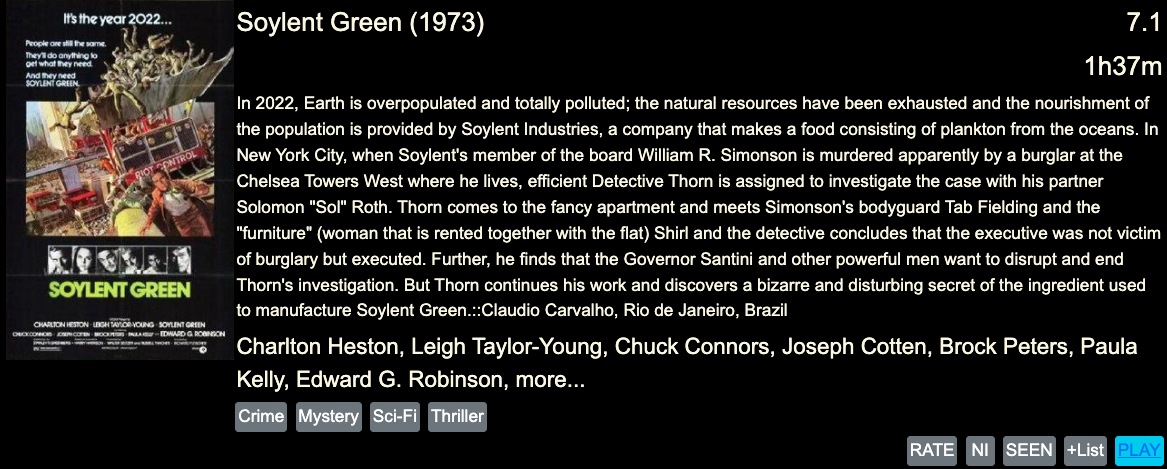 It's the year 2022...
People are still the same.
They'll do anything to
get what they need.
And they need
SOYLENT GREEN.
RIOT CONTROL
SOYLENT GREEN
CHARLTON HESTON · LEIGH TAYLOR-YOUNG · SOYLENT GREEN
CHUCK CONNORS · JOSEPH COTTEN · BROCK PETERS · PAULA KELLY · EDWARD G. ROBINSON
Soylent Green (1973)
7.1
1h37m
In 2022, Earth is overpopulated and totally polluted; the natural resources have been exhausted and the nourishment of
the population is provided by Soylent Industries, a company that makes a food consisting of plankton from the oceans. In
New York City, when Soylent's member of the board William R. Simonson is murdered apparently by a burglar at the
Chelsea Towers West where he lives, efficient Detective Thorn is assigned to investigate the case with his partner
Solomon "Sol" Roth. Thorn comes to the fancy apartment and meets Simonson's bodyguard Tab Fielding and the
"furniture" (woman that is rented together with the flat) Shirl and the detective concludes that the executive was not victim
of burglary but executed. Further, he finds that the Governor Santini and other powerful men want to disrupt and end
Thorn's investigation. But Thorn continues his work and discovers a bizarre and disturbing secret of the ingredient used
to manufacture Soylent Green.::Claudio Carvalho, Rio de Janeiro, Brazil
Charlton Heston, Leigh Taylor-Young, Chuck Connors, Joseph Cotten, Brock Peters, Paula
Kelly, Edward G. Robinson, more...
Crime Mystery Sci-Fi Thriller
RATE NI SEEN +List PLAY